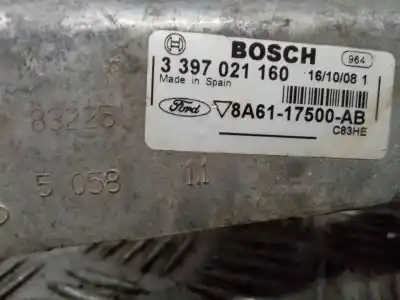 BOSCH
964
3 397 021 160
16/10/08 1
Made in Spain
Ford
8A61-17500-AB
C83HE
83225
5 058 11